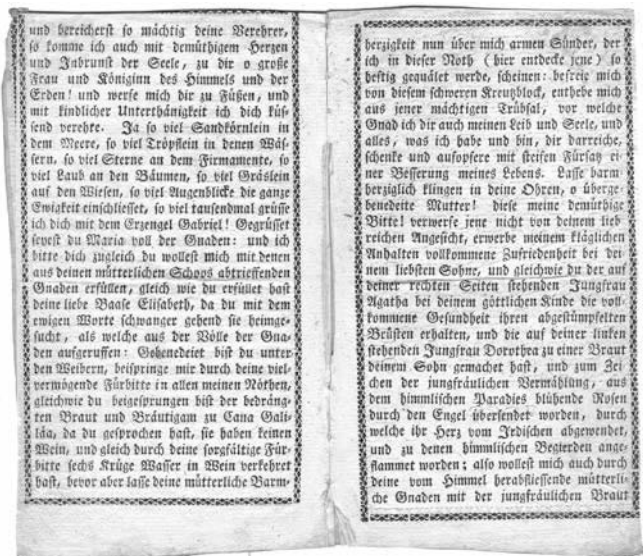 und bereicherst so mächtig deine Verehrer,
so komme ich auch mit demüthigem Herzen
und Inbrunst der Seele, zu dir o große
Frau und Königinn des Himmels und der
Erden! und werfe mich dir zu Füßen, und
mit kindlicher Unterthänigkeit ich dich küs-
send verehre. Ja so viel Sandkörnlein in
dem Meere, so viel Tröpflein in denen Wäs-
sern, so viel Sterne an dem Firmamente, so
viel Laub an den Bäumen, so viel Gräslein
auf den Wiesen, so viel Augenblicke die ganze
Ewigkeit einschliesset, so viel tausendmal grüsse
ich dich mit dem Erzengel Gabriel! Gegrüsset
seyest du Maria voll der Gnaden: und ich
bitte dich zugleich du wollest mich mit denen
aus deinen mütterlichen Schoos abtrieffenden
Gnaden erfüllen, gleich wie du erfüllet hast
deine liebe Baase Elisabeth, da du mit dem
ewigen Worte schwanger gehend sie heimge-
sucht, als welche aus der Völle der Gna-
den aufgeruffen: Gebenedeiet bist du unter
den Weibern, beispringe mir durch deine viel-
vermögende Fürbitte in allen meinen Nöthen,
gleichwie du beigesprungen bist der bedräng-
ten Braut und Bräutigam zu Cana Gali-
läa, da du gesprochen hast, sie haben keinen
Wein, und gleich durch deine sorgfältige Für-
bitte sechs Krüge Wasser in Wein verkehret
hast, bevor aber lasse deine mütterliche Barm-
herzigkeit nun über mich armen Sünder, der
ich in dieser Noth (hier entdecke jene) so
heftig gequälet werde, scheinen: befreie mich
von diesem schweren Kreutzblock, enthebe mich
aus jener mächtigen Trübsal, vor welche
Gnad ich dir auch meinen Leib und Seele, und
alles, was ich habe und bin, dir darreiche,
schenke und aufopfere mit steifen Fürsatz ei-
ner Besserung meines Lebens. Lasse barm-
herziglich klingen in deine Ohren, o überge-
benedeite Mutter! diese meine demüthige
Bitte! verwerfe jene nicht von deinem lieb-
reichen Angesicht, erwerbe meinem kläglichen
Anhalten vollkommene Zufriedenheit bei dei-
nem liebsten Sohne, und gleichwie du der auf
deiner rechten Seiten stehenden Jungfrau
Agatha bei deinem göttlichen Kinde die voll-
kommene Gesundheit ihren abgestümpfelten
Brüsten erhalten, und die auf deiner linken
stehenden Jungfrau Dorothea zu einer Braut
deinem Sohn gemachet hast, und zum Zei-
chen der jungfräulichen Vermählung, aus
dem himmlischen Paradies blühende Rosen
durch den Engel übersendet worden, durch
welche ihr Herz vom Irdischen abgewendet,
und zu denen himmlischen Begierden ange-
flammet worden; also wollest mich auch durch
deine vom Himmel herabfliessende mütterli-
che Gnaden mit der jungfräulichen Braut